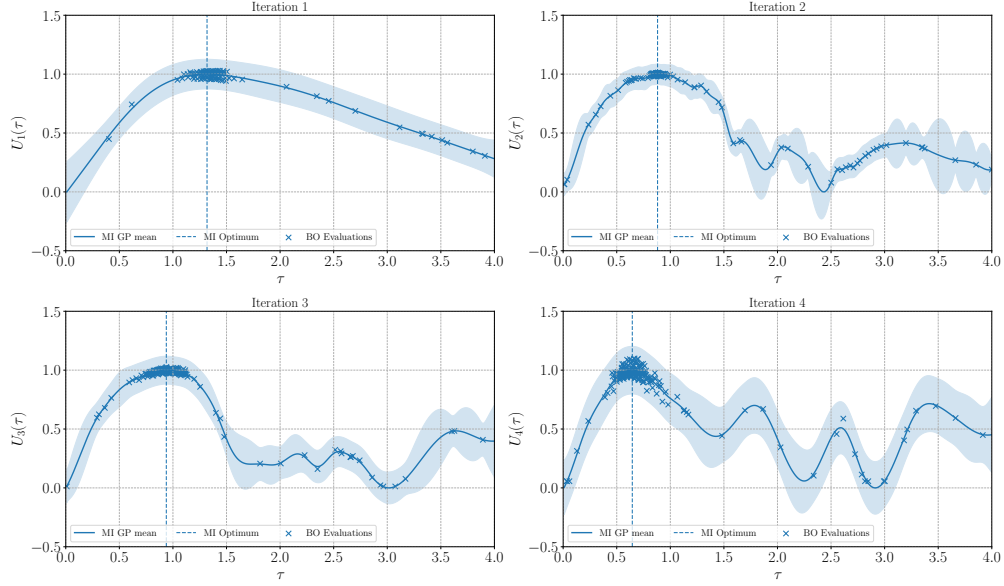 Iteration 1
1.5
1.0
0.5
0.0
−0.5
U1(τ)
MI GP mean MI Optimum BO Evaluations
0.0 0.5 1.0 1.5 2.0 2.5 3.0 3.5 4.0
τ
Iteration 2
1.5
1.0
0.5
0.0
−0.5
U2(τ)
MI GP mean MI Optimum BO Evaluations
0.0 0.5 1.0 1.5 2.0 2.5 3.0 3.5 4.0
τ
Iteration 3
1.5
1.0
0.5
0.0
−0.5
U3(τ)
MI GP mean MI Optimum BO Evaluations
0.0 0.5 1.0 1.5 2.0 2.5 3.0 3.5 4.0
τ
Iteration 4
1.5
1.0
0.5
0.0
−0.5
U4(τ)
MI GP mean MI Optimum BO Evaluations
0.0 0.5 1.0 1.5 2.0 2.5 3.0 3.5 4.0
τ